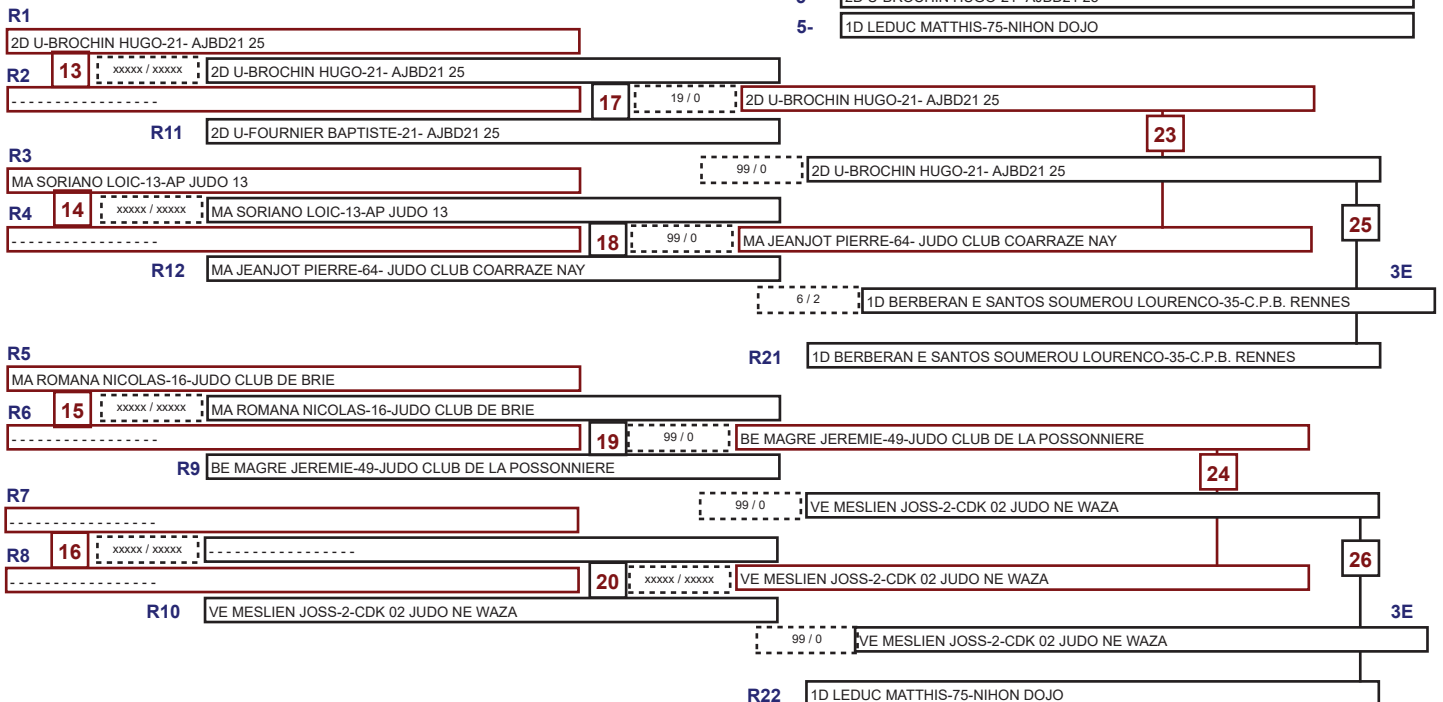 R1
5- 1D LEDUC MATTHIS-75-NIHON DOJO
2D U-BROCHIN HUGO-21- AJBD21 25
R2 13 xxxxx / xxxxx 2D U-BROCHIN HUGO-21- AJBD21 25
- - - - - - - - - - - - - - - - - 17 19 / 0 2D U-BROCHIN HUGO-21- AJBD21 25
R11 2D U-FOURNIER BAPTISTE-21- AJBD21 25
23
R3
99 / 0 2D U-BROCHIN HUGO-21- AJBD21 25
MA SORIANO LOIC-13-AP JUDO 13
R4 14 xxxxx / xxxxx MA SORIANO LOIC-13-AP JUDO 13
25
- - - - - - - - - - - - - - - - - 18 99 / 0 MA JEANJOT PIERRE-64- JUDO CLUB COARRAZE NAY
R12 MA JEANJOT PIERRE-64- JUDO CLUB COARRAZE NAY
3E
6 / 2 1D BERBERAN E SANTOS SOUMEROU LOURENCO-35-C.P.B. RENNES
R5
R21 1D BERBERAN E SANTOS SOUMEROU LOURENCO-35-C.P.B. RENNES
MA ROMANA NICOLAS-16-JUDO CLUB DE BRIE
R6 15 xxxxx / xxxxx MA ROMANA NICOLAS-16-JUDO CLUB DE BRIE
- - - - - - - - - - - - - - - - - 19 99 / 0 BE MAGRE JEREMIE-49-JUDO CLUB DE LA POSSONNIERE
R9 BE MAGRE JEREMIE-49-JUDO CLUB DE LA POSSONNIERE
24
R7
99 / 0 VE MESLIEN JOSS-2-CDK 02 JUDO NE WAZA
- - - - - - - - - - - - - - - - -
R8 16 xxxxx / xxxxx - - - - - - - - - - - - - - - - -
26
- - - - - - - - - - - - - - - - - 20 xxxxx / xxxxx VE MESLIEN JOSS-2-CDK 02 JUDO NE WAZA
R10 VE MESLIEN JOSS-2-CDK 02 JUDO NE WAZA
3E
99 / 0 VE MESLIEN JOSS-2-CDK 02 JUDO NE WAZA
R22 1D LEDUC MATTHIS-75-NIHON DOJO